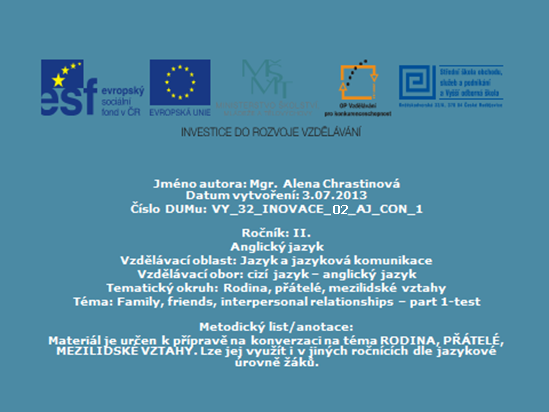 esf evropský
sociální
fond v ČR
EVROPSKÁ UNIE
MŠMT
OP Vzdělávání
pro konkurenceschopnost
Střední škola obchodu,
služeb a podnikání
a Vyšší odborná škola
INVESTICE DO ROZVOJE VZDĚLÁVÁNÍ
Jméno autora: Mgr. Alena Chrastinová
Datum vytvoření: 3.07.2013
Číslo DUMu: VY_32_INOVACE_02_AJ_CON_1
Ročník: II.
Anglický jazyk
Vzdělávací oblast: Jazyk a jazyková komunikace
Vzdělávací obor: cizí jazyk – anglický jazyk
Tematický okruh: Rodina, přátelé, mezilidské vztahy
Téma: Family, friends, interpersonal relationships – part 1-test
Metodický list/anotace:
Materiál je určen k přípravě na konverzaci na téma RODINA, PŘÁTELÉ,
MEZILIDSKÉ VZTAHY. Lze jej využít i v jiných ročnících dle jazykové
úrovně žáků.